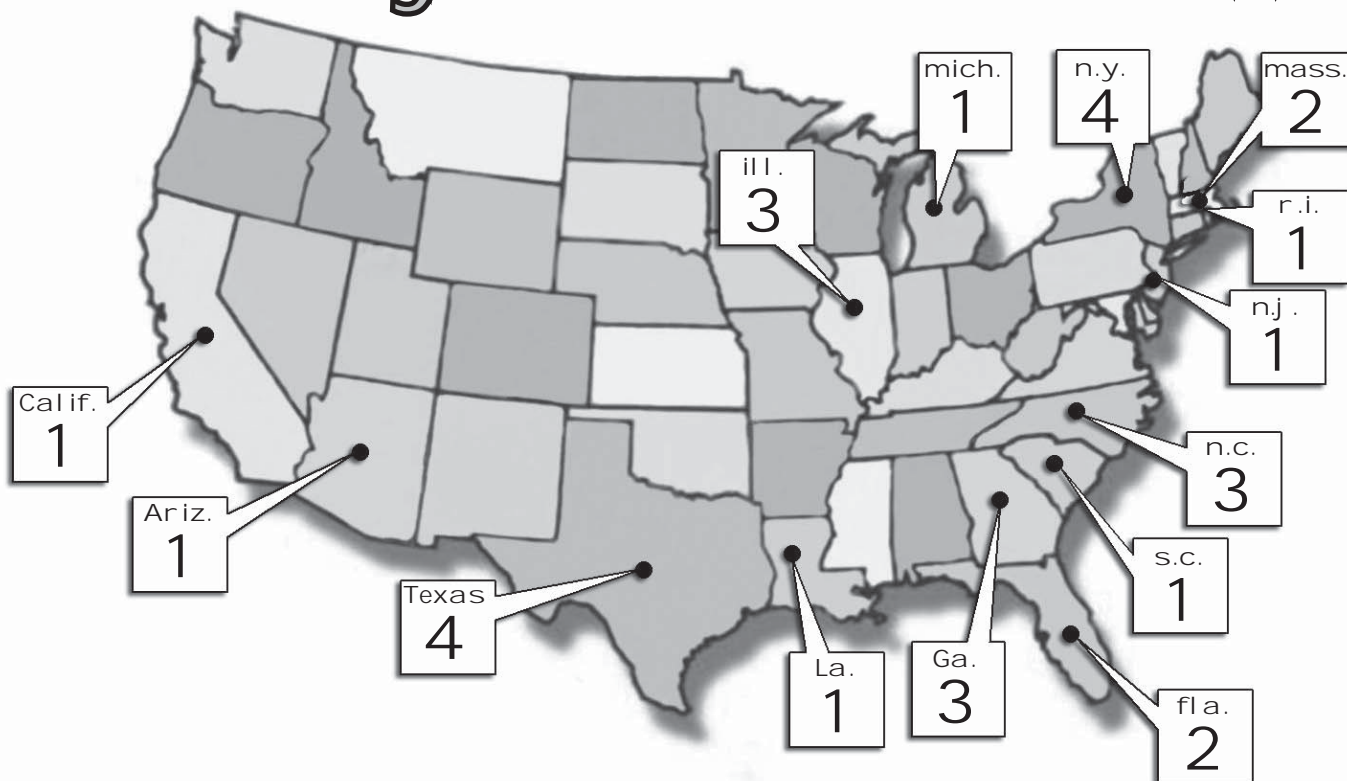 mich.
1
n.y.
4
mass.
2
ill.
3
r.i.
1
n.j.
1
Calif.
1
n.c.
3
Ariz.
1
s.c.
1
Texas
4
La.
1
Ga.
3
fla.
2